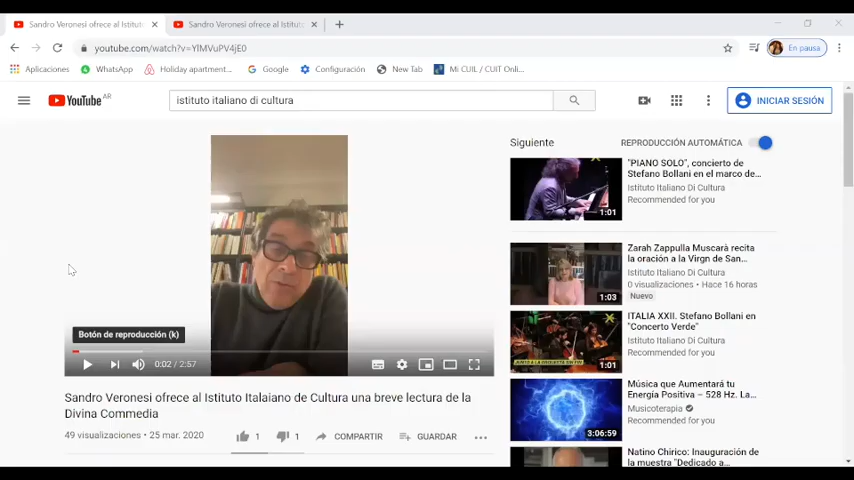 Sandro Veronesi ofrece al Istitut
Sandro Veronesi ofrece al Istitut
youtube.com/watch?v=YlMVuPV4jE0
En pausa
Aplicaciones
WhatsApp
Holiday apartment...
Google
Configuración
New Tab
Mi CUIL / CUIT Onli...
YouTube AR
istituto italiano di cultura
INICIAR SESIÓN
Siguiente
REPRODUCCIÓN AUTOMÁTICA
"PIANO SOLO", concierto de
Stefano Bollani en el marco de...
Istituto Italiano Di Cultura
Recommended for you
1:01
Zarah Zappulla Muscarà recita
la oración a la Virgn de San...
Istituto Italiano Di Cultura
0 visualizaciones • Hace 16 horas
Nuevo
1:03
ITALIA XXII. Stefano Bollani en
"Concerto Verde"
Istituto Italiano Di Cultura
Recommended for you
1:01
Música que Aumentará tu
Energía Positiva – 528 Hz. La...
Musicoterapia
Recommended for you
3:06:59
Natino Chirico: Inauguración de
la muestra "Dedicado a...
Botón de reproducción (k)
0:02 / 2:57
Sandro Veronesi ofrece al Istituto Italaiano de Cultura una breve lectura de la
Divina Commedia
49 visualizaciones • 25 mar. 2020
1
1
COMPARTIR
GUARDAR